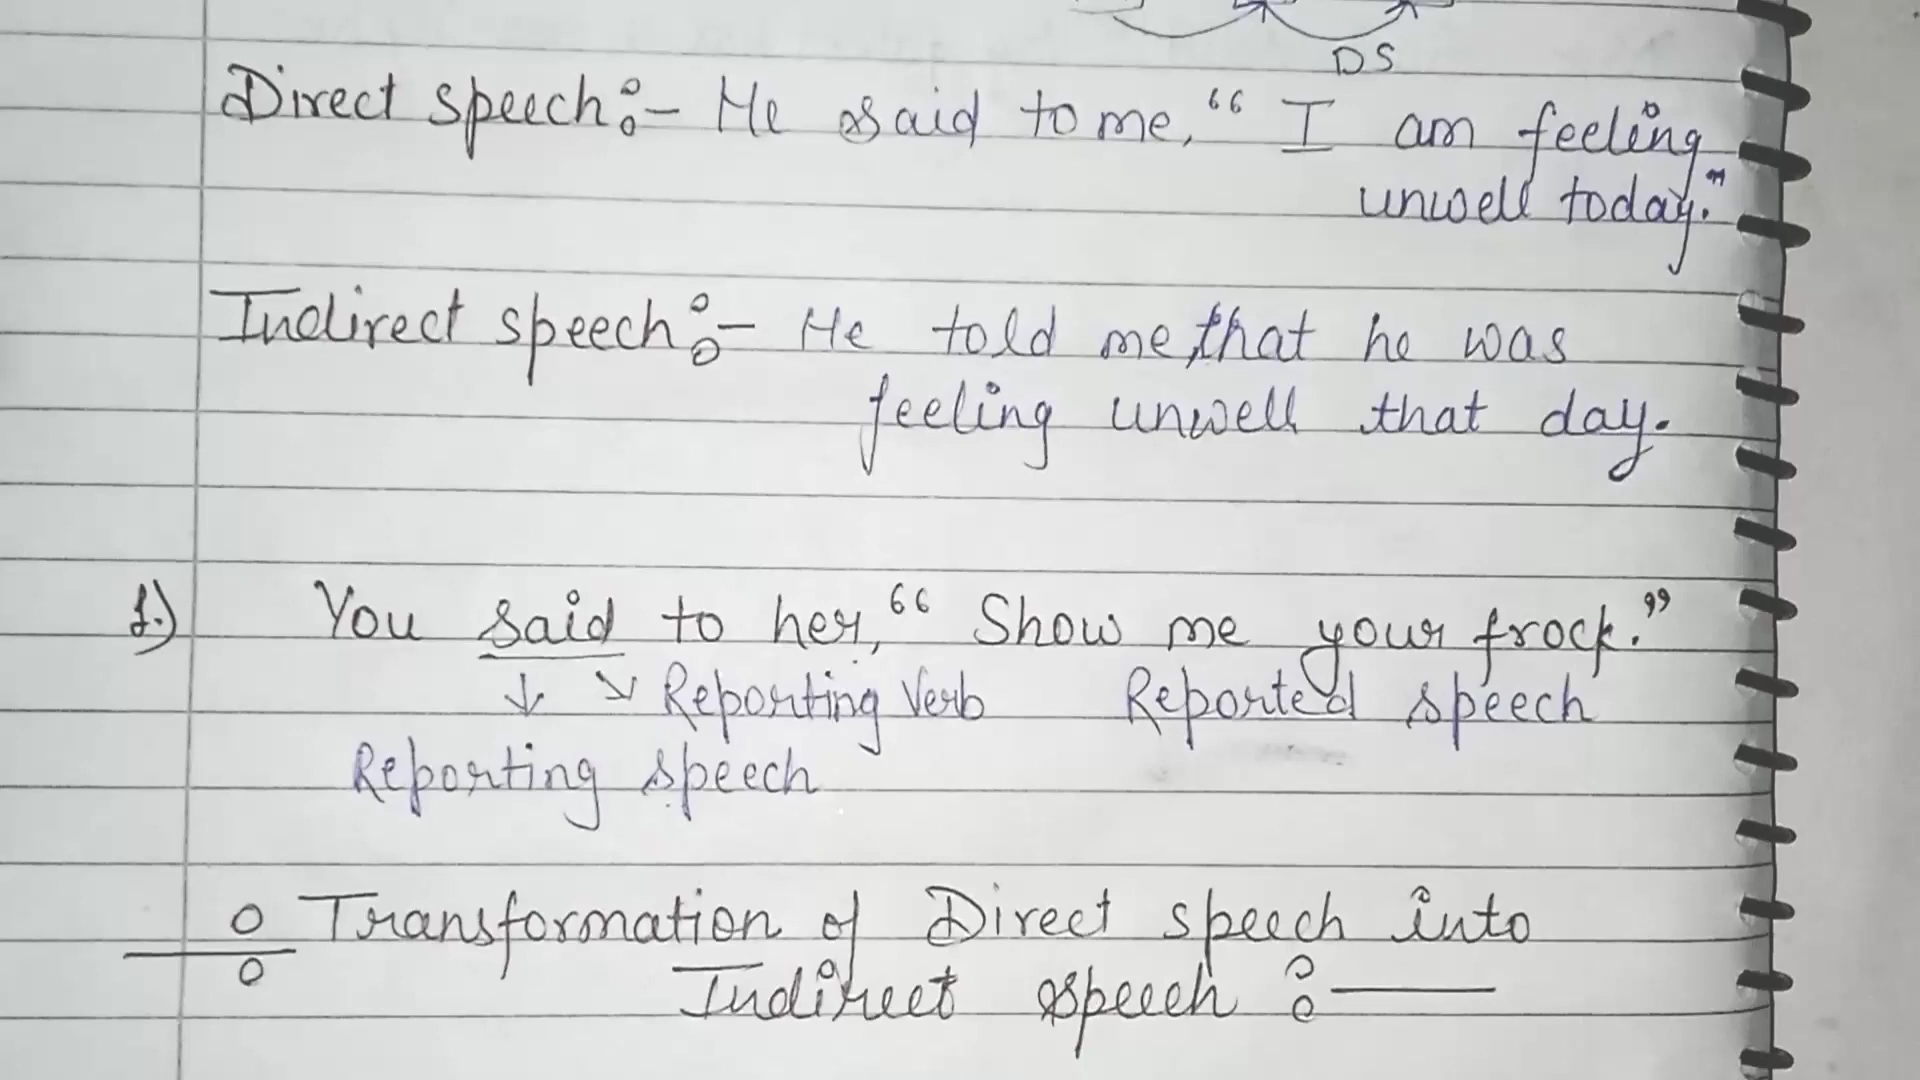 DS
Direct speech:- He said to me, “ I am feeling
unwell today.”
Indirect speech:- He told me, that he was
feeling unwell that day.
1.) You said to her, “ Show me your frock.”
↓ ↘ Reporting Verb Reported speech
Reporting speech
Transformation of Direct speech into
Indirect speech :—